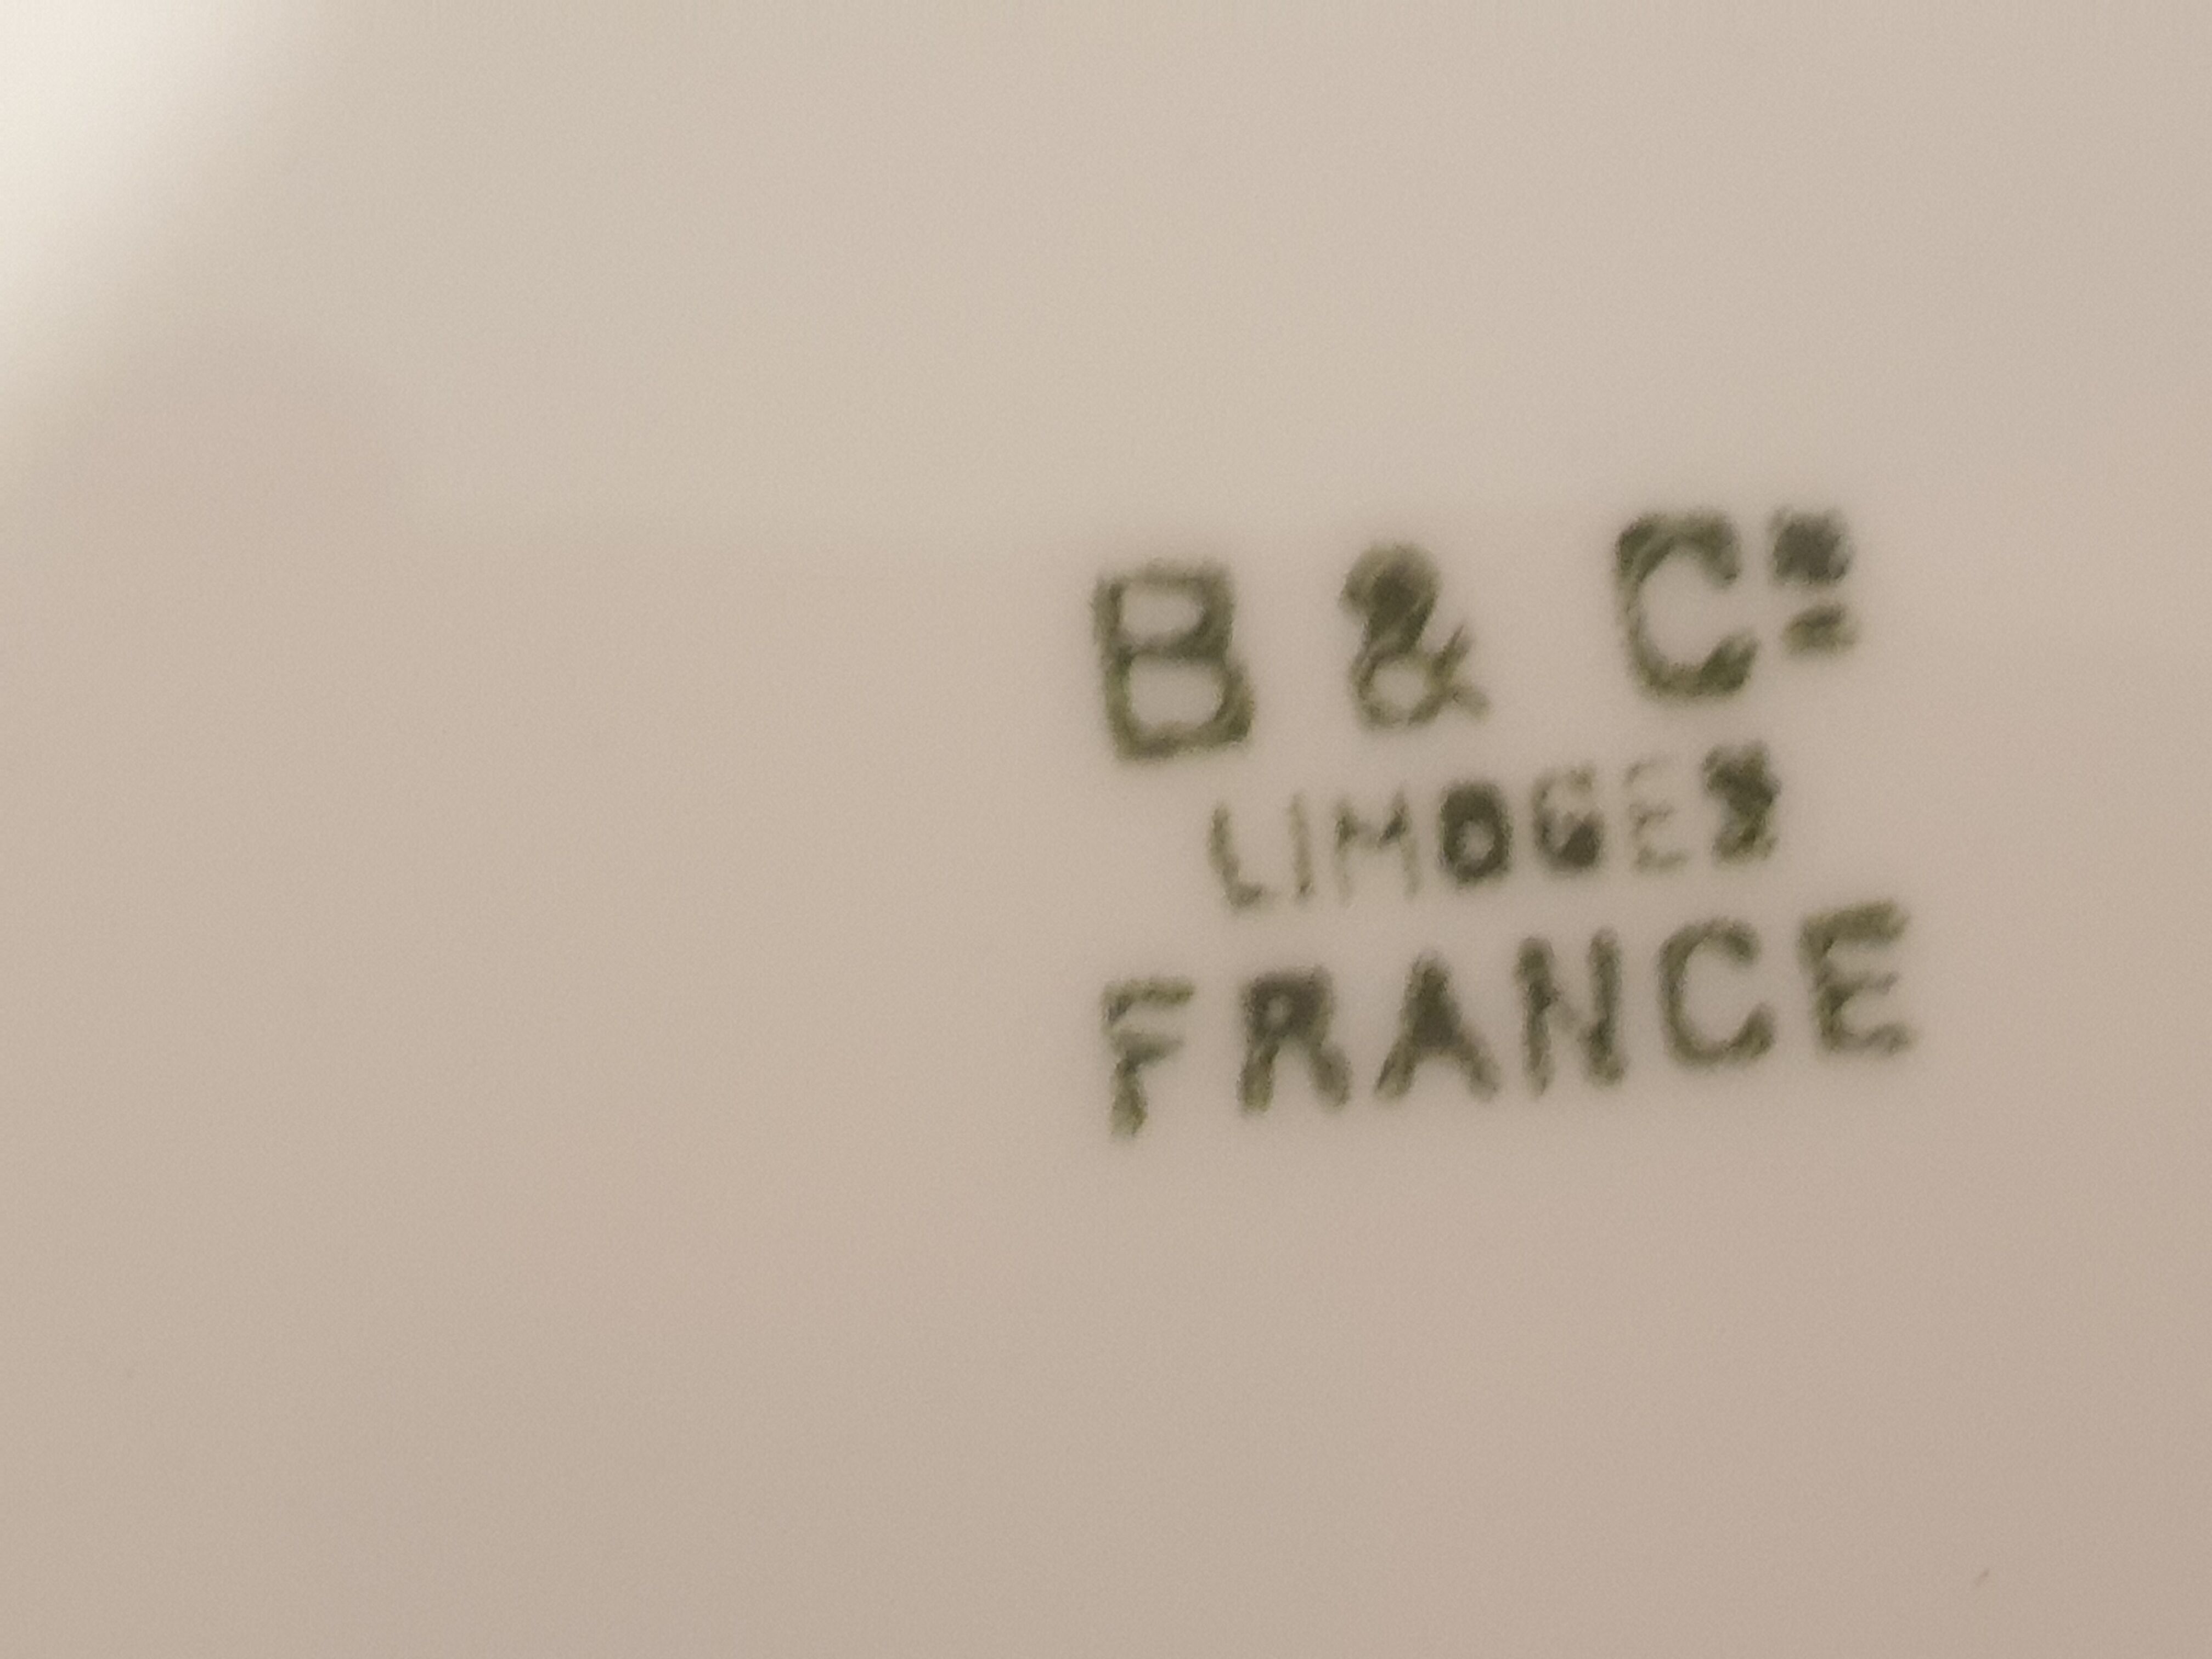 B & Cº
LIMOGES
FRANCE